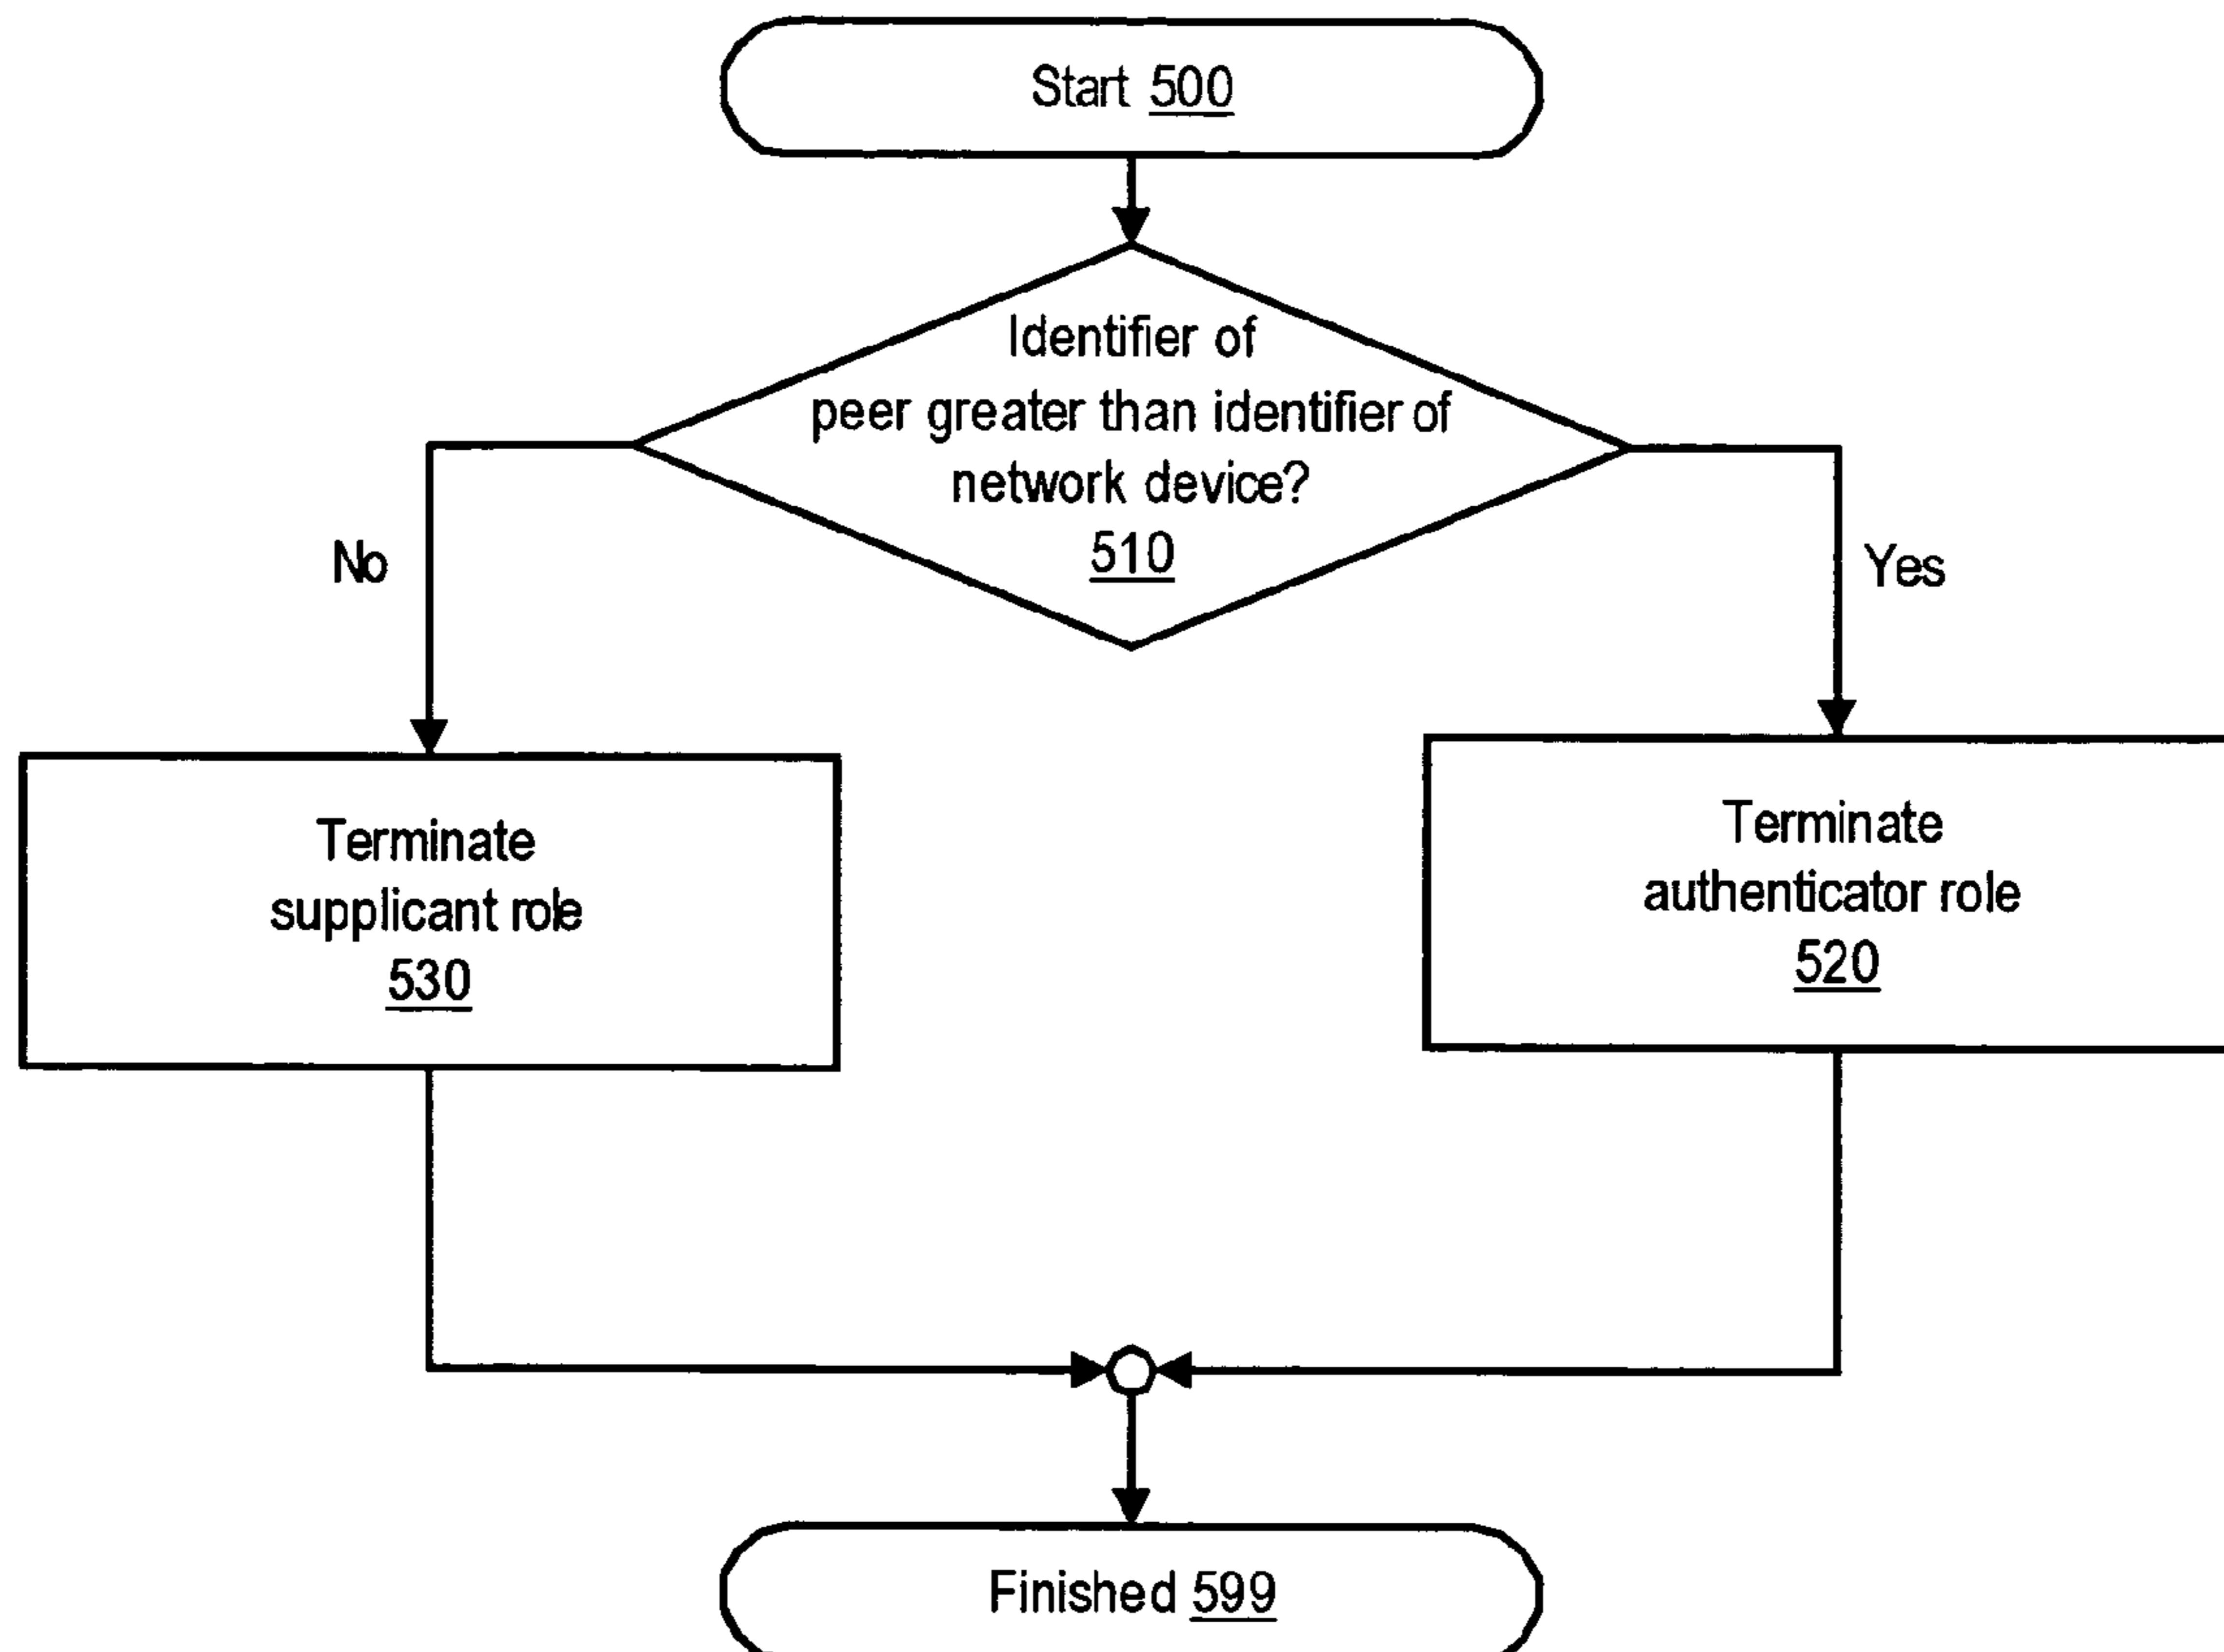 Start 500
Identifier of
peer greater than identifier of
network device?
510
No
Yes
Terminate
supplicant role
530
Terminate
authenticator role
520
Finished 599